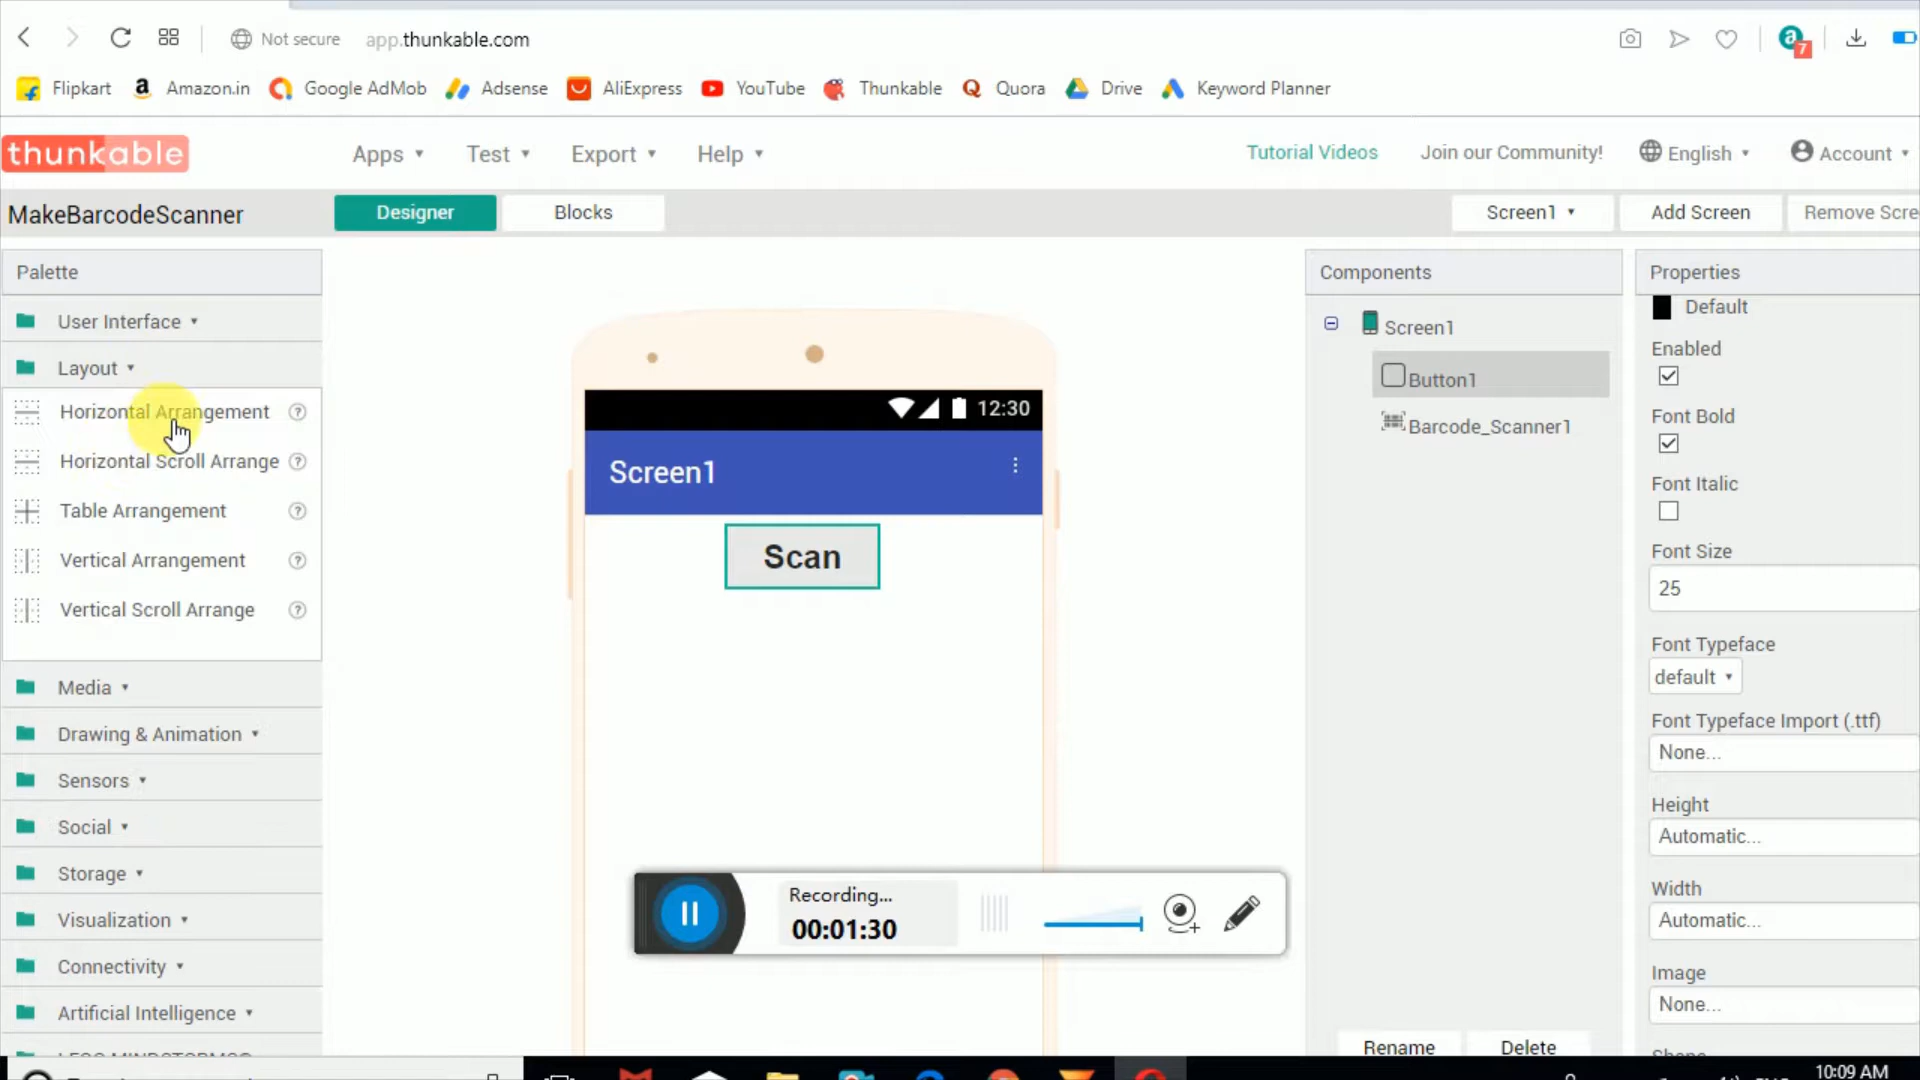 Not secure app.thunkable.com
7
Flipkart Amazon.in Google AdMob Adsense AliExpress YouTube Thunkable Quora Drive Keyword Planner
thunkable Apps Test Export Help Tutorial Videos Join our Community! English Account
MakeBarcodeScanner Designer Blocks Screen1 Add Screen Remove Scre
Palette
User Interface
Layout
Horizontal Arrangement
Horizontal Scroll Arrange
Table Arrangement
Vertical Arrangement
Vertical Scroll Arrange
Media
Drawing & Animation
Sensors
Social
Storage
Visualization
Connectivity
Artificial Intelligence
12:30
Screen1
Scan
Recording...
00:01:30
Components
Screen1
Button1
Barcode_Scanner1
Rename Delete
Properties
Default
Enabled
Font Bold
Font Italic
Font Size
25
Font Typeface
default
Font Typeface Import (.ttf)
None...
Height
Automatic...
Width
Automatic...
Image
None...
10:09 AM